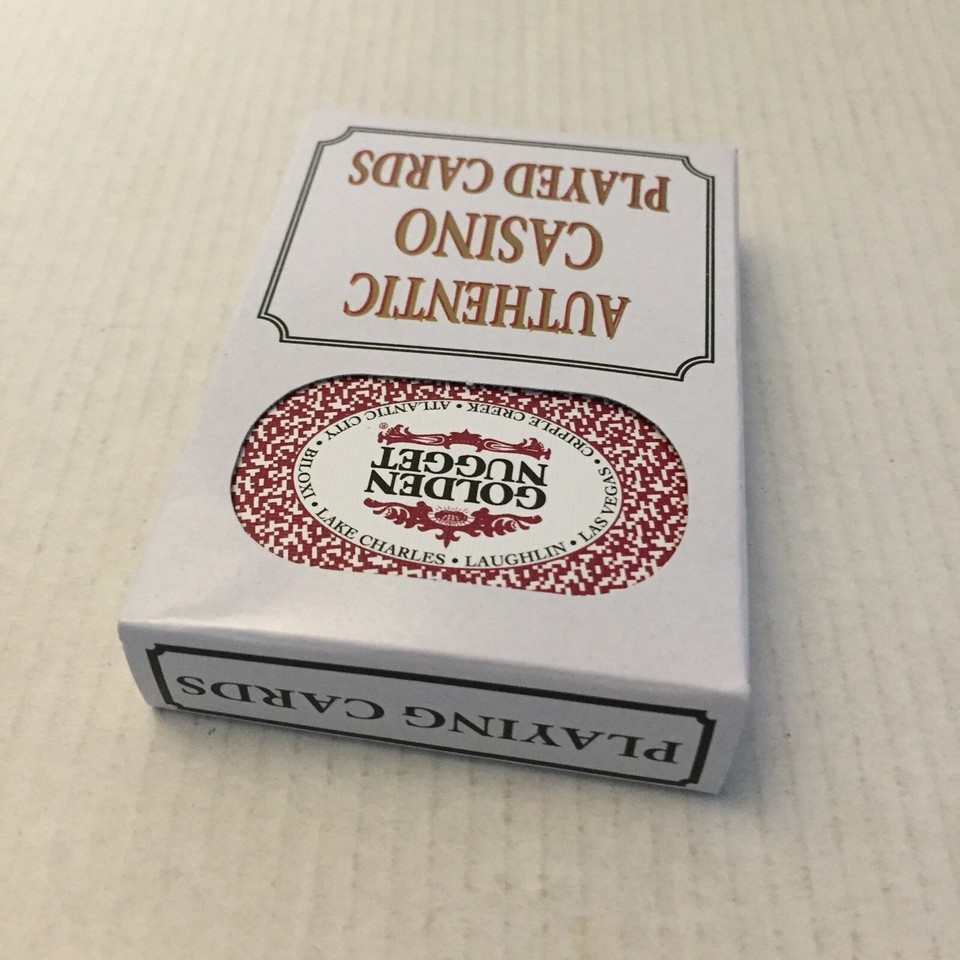 AUTHENTIC
CASINO
PLAYED CARDS
GOLDEN
NUGGET®
LAS VEGAS • CRIPPLE CREEK • ATLANTIC CITY • BILOXI • LAKE CHARLES • LAUGHLIN •
PLAYING CARDS